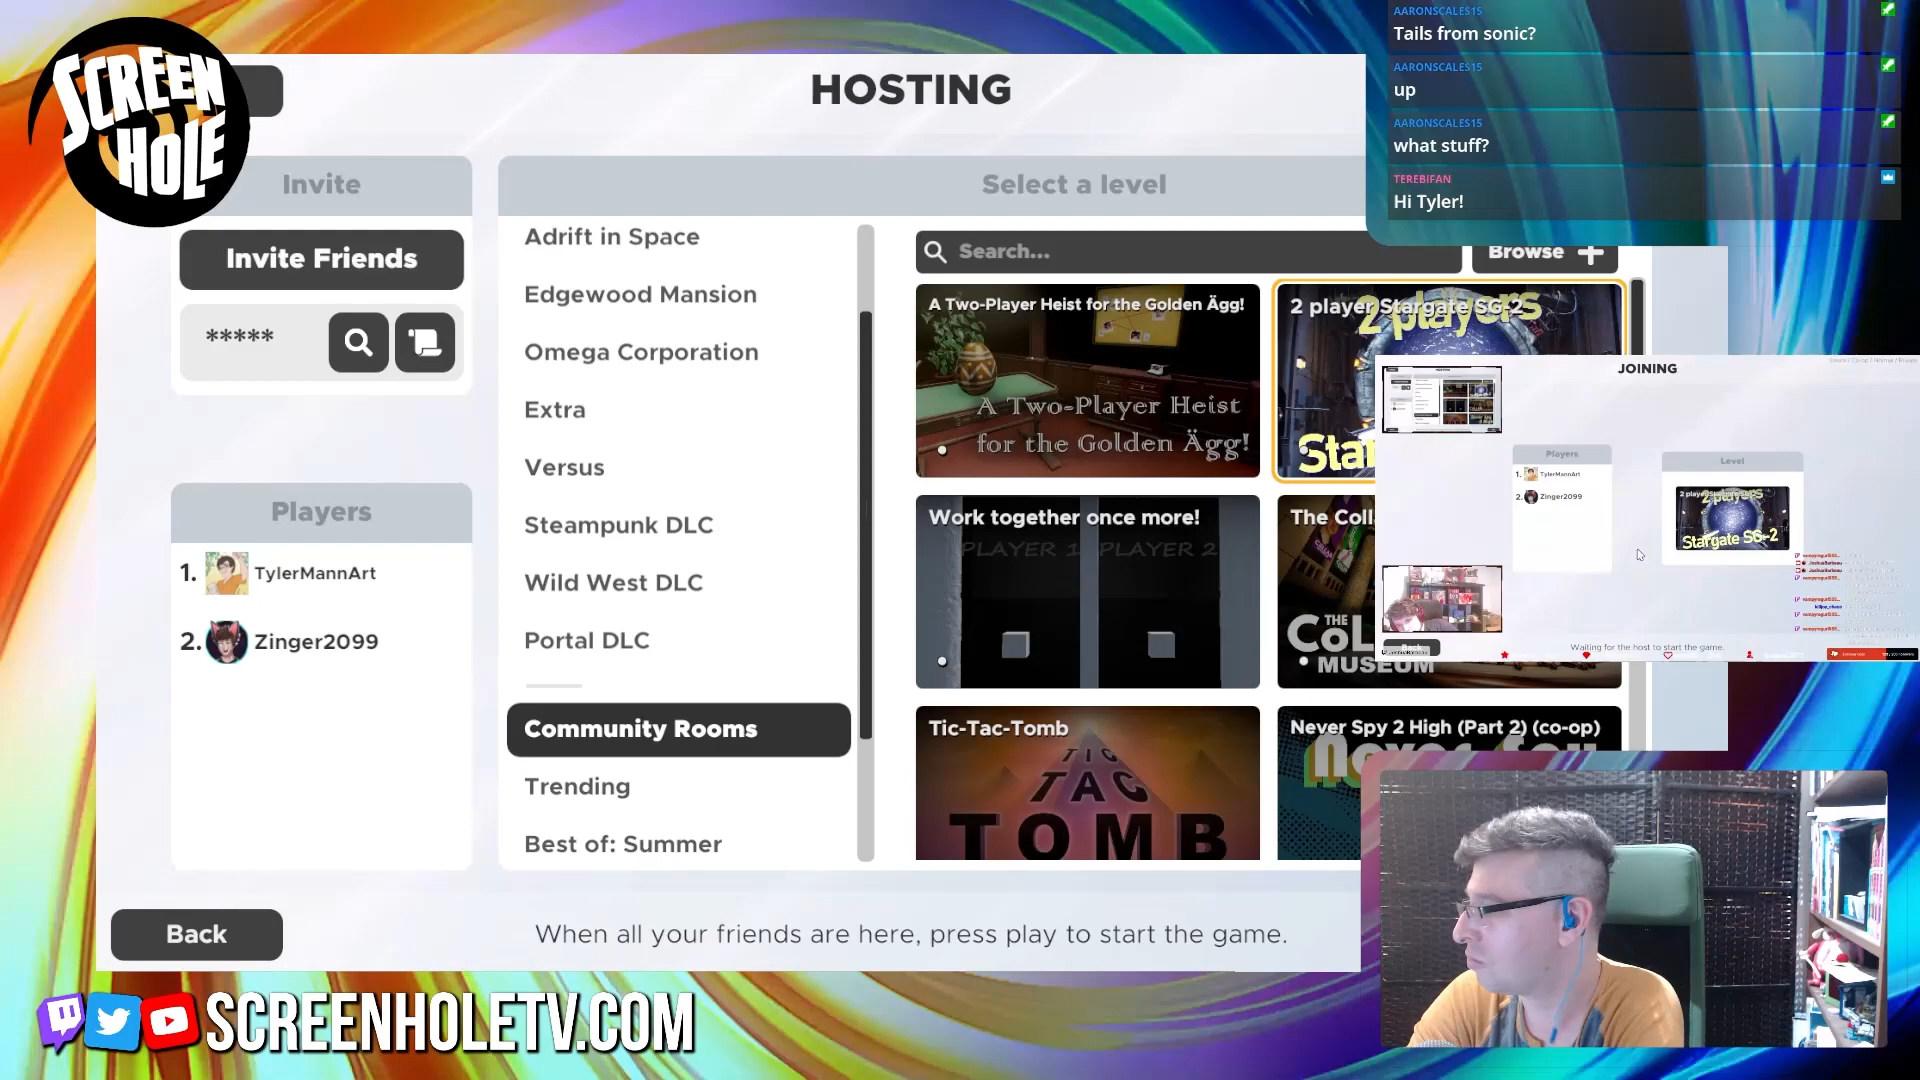 SCREEN
HOLE
HOSTING
Invite
Invite Friends
*****
Players
1. TylerMannArt
2. Zinger2099
Select a level
Adrift in Space
Edgewood Mansion
Omega Corporation
Extra
Versus
Steampunk DLC
Wild West DLC
Portal DLC
Community Rooms
Trending
Best of: Summer
Search...
Browse +
A Two-Player Heist for the Golden Ägg!
A Two-Player Heist
for the Golden Ägg!
2 player Stargate SG-2
2 players
Work together once more!
PLAYER 1
PLAYER 2
THE
MUSEUM
Tic-Tac-Tomb
TIC
TAC
TOMB
Never Spy 2 High (Part 2) (co-op)
Back
When all your friends are here, press play to start the game.
SCREENHOLETV.COM
AARONSCALES15
Tails from sonic?
AARONSCALES15
up
AARONSCALES15
what stuff?
TEREBIFAN
Hi Tyler!
JOINING
Players
1. TylerMannArt
2. Zinger2099
Level
2 players
Stargate SG-2
Waiting for the host to start the game.